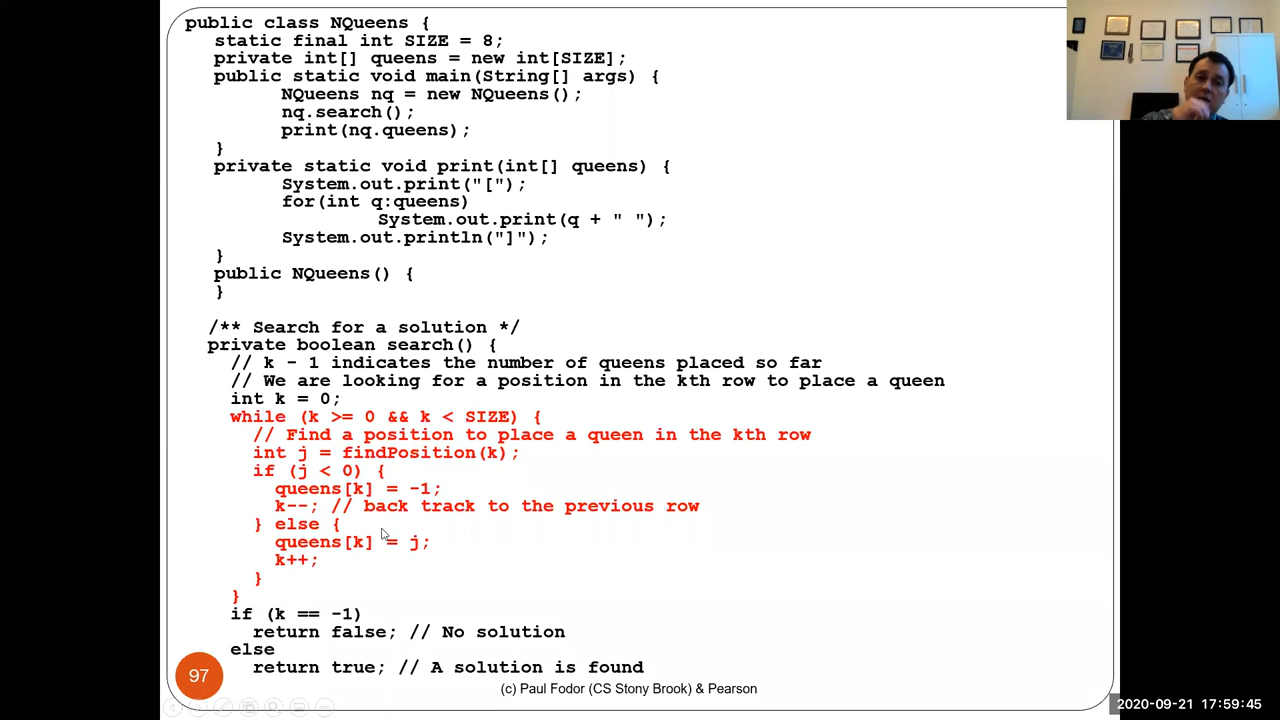 public class NQueens {
static final int SIZE = 8;
private int[] queens = new int[SIZE];
public static void main(String[] args) {
NQueens nq = new NQueens();
nq.search();
print(nq.queens);
}
private static void print(int[] queens) {
System.out.print("[");
for(int q:queens)
System.out.print(q + " ");
System.out.println("]");
}
public NQueens() {
}
/** Search for a solution */
private boolean search() {
// k - 1 indicates the number of queens placed so far
// We are looking for a position in the kth row to place a queen
int k = 0;
while (k >= 0 && k < SIZE) {
// Find a position to place a queen in the kth row
int j = findPosition(k);
if (j < 0) {
queens[k] = -1;
k--; // back track to the previous row
} else {
queens[k] = j;
k++;
}
}
if (k == -1)
return false; // No solution
else
return true; // A solution is found
97
(c) Paul Fodor (CS Stony Brook) & Pearson
2020-09-21 17:59:45